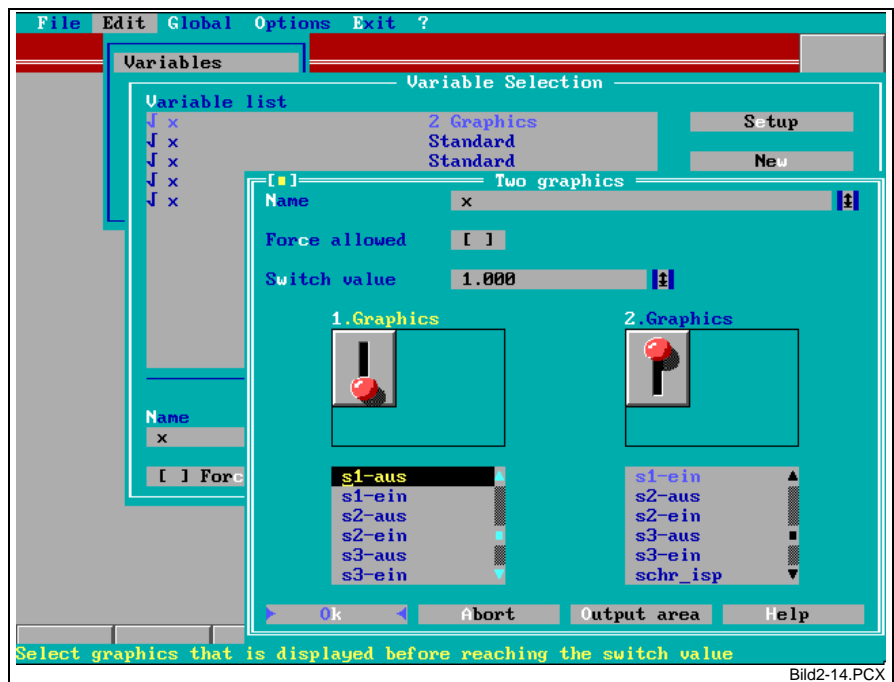 File Edit Global Options Exit ?
Variables
Variable Selection
Variable list
√ x 2 Graphics
√ x Standard
√ x Standard
√ x
√ x
Setup
New
[■] Two graphics
Name x
Force allowed [ ]
Switch value 1.000
1.Graphics 2.Graphics
s1-aus
s1-ein
s2-aus
s2-ein
s3-aus
s3-ein
s1-ein
s2-aus
s2-ein
s3-aus
s3-ein
schr_isp
Ok Abort Output area Help
Name
x
[ ] Forc
Select graphics that is displayed before reaching the switch value
Bild2-14.PCX